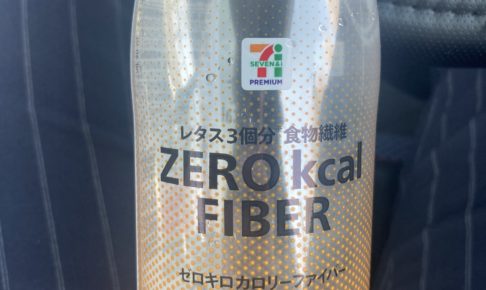 SEVEN&i
PREMIUM
レタス3個分 食物繊維
ZERO kcal
FIBER
ゼロキロカロリーファイバー